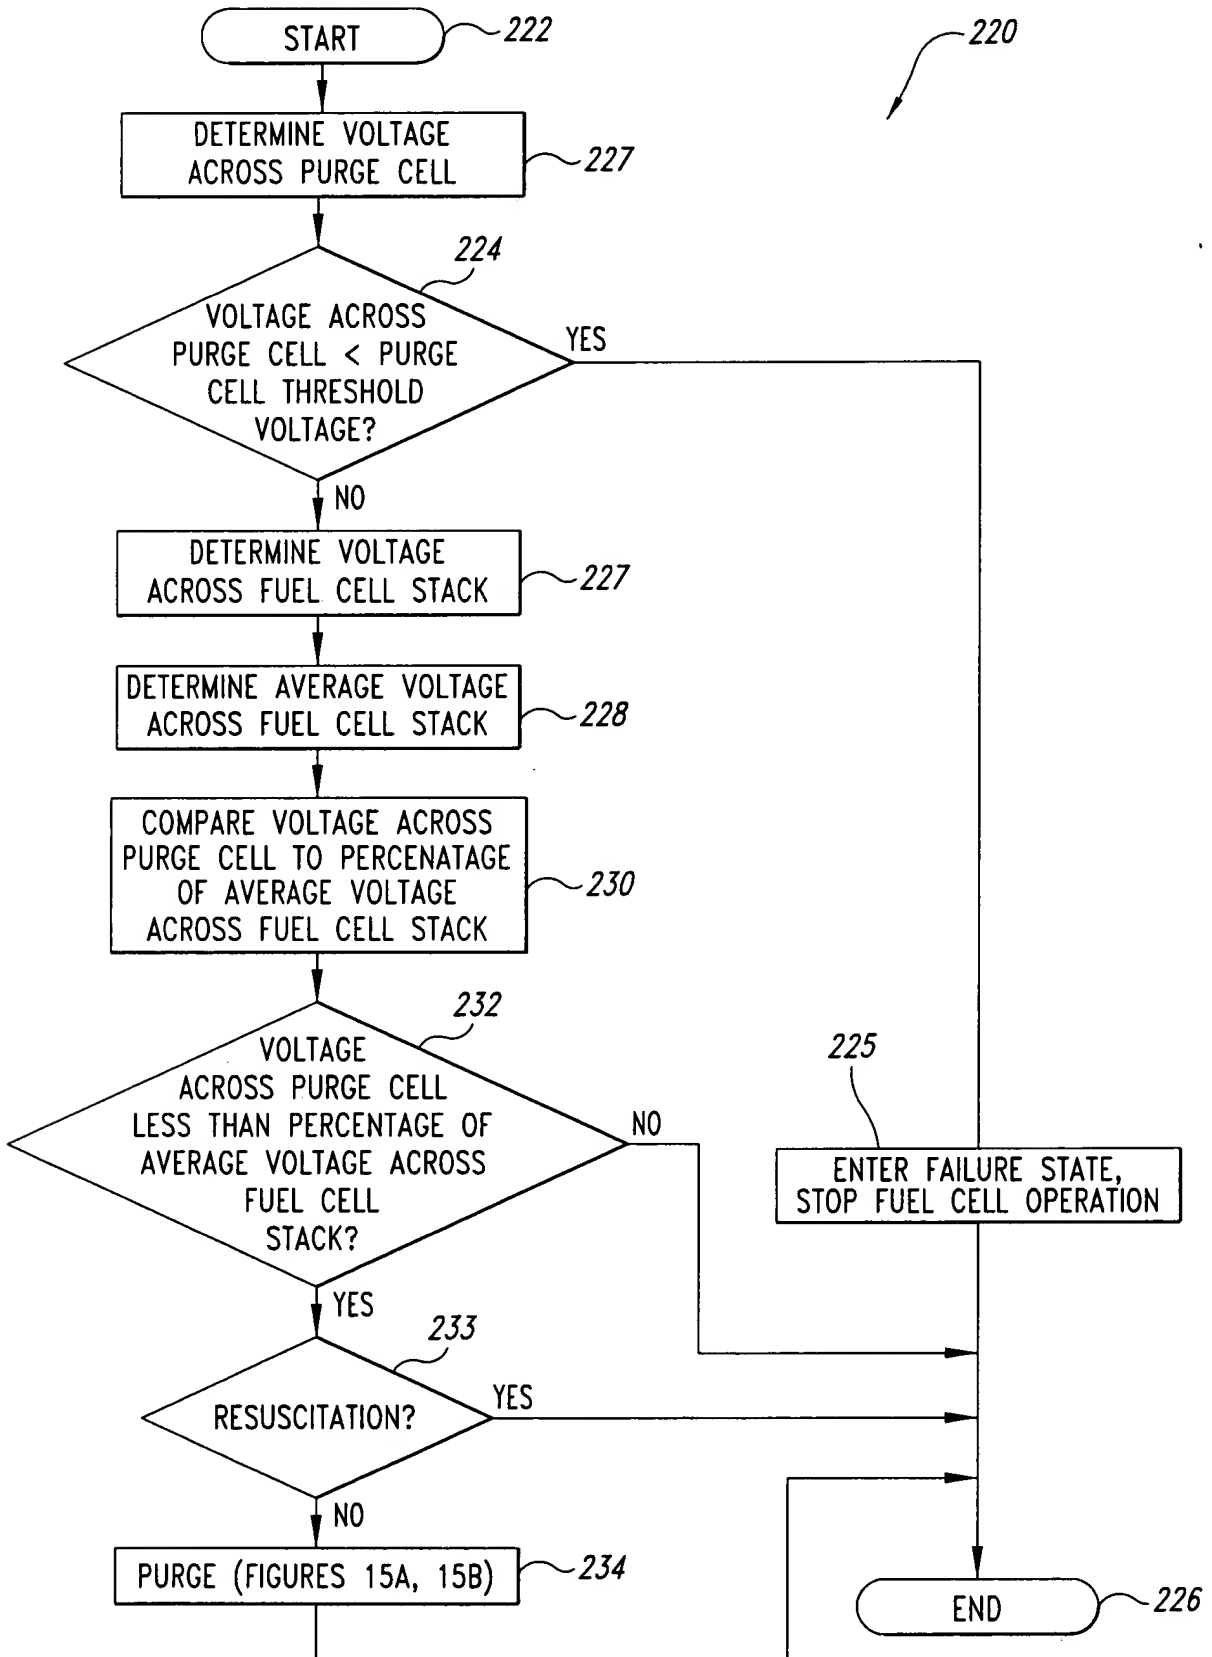 START
222
220
DETERMINE VOLTAGE
ACROSS PURGE CELL
227
224
VOLTAGE ACROSS
PURGE CELL < PURGE
CELL THRESHOLD
VOLTAGE?
YES
NO
DETERMINE VOLTAGE
ACROSS FUEL CELL STACK
227
DETERMINE AVERAGE VOLTAGE
ACROSS FUEL CELL STACK
228
COMPARE VOLTAGE ACROSS
PURGE CELL TO PERCENATAGE
OF AVERAGE VOLTAGE
ACROSS FUEL CELL STACK
230
232
VOLTAGE
ACROSS PURGE CELL
LESS THAN PERCENTAGE OF
AVERAGE VOLTAGE ACROSS
FUEL CELL
STACK?
NO
225
ENTER FAILURE STATE,
STOP FUEL CELL OPERATION
YES
233
RESUSCITATION?
YES
NO
PURGE (FIGURES 15A, 15B)
234
END
226